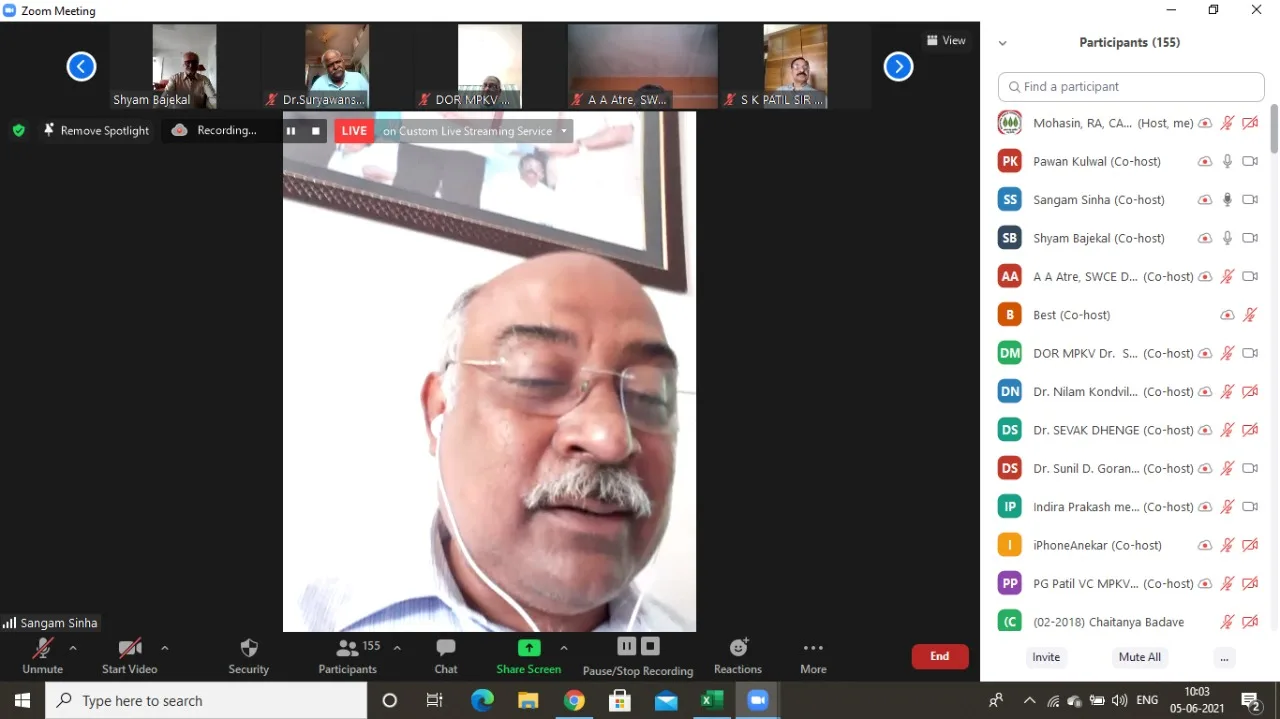 Zoom Meeting
Shyam Bajekal
Dr.Suryawans...
DOR MPKV ...
A A Atre, SW...
S K PATIL SIR ...
View
Remove Spotlight
Recording...
LIVE on Custom Live Streaming Service
Sangam Sinha
Participants (155)
Find a participant
Mohasin, RA, CA... (Host, me)
PK Pawan Kulwal (Co-host)
SS Sangam Sinha (Co-host)
SB Shyam Bajekal (Co-host)
AA A A Atre, SWCE D... (Co-host)
B Best (Co-host)
DM DOR MPKV Dr. S... (Co-host)
DN Dr. Nilam Kondvil... (Co-host)
DS Dr. SEVAK DHENGE (Co-host)
DS Dr. Sunil D. Goran... (Co-host)
IP Indira Prakash me... (Co-host)
I iPhoneAnekar (Co-host)
PP PG Patil VC MPKV... (Co-host)
(C (02-2018) Chaitanya Badave
Invite
Mute All
...
Unmute
Start Video
Security
Participants 155
Chat
Share Screen
Pause/Stop Recording
Reactions
More
End
Type here to search
ENG
10:03
05-06-2021
2